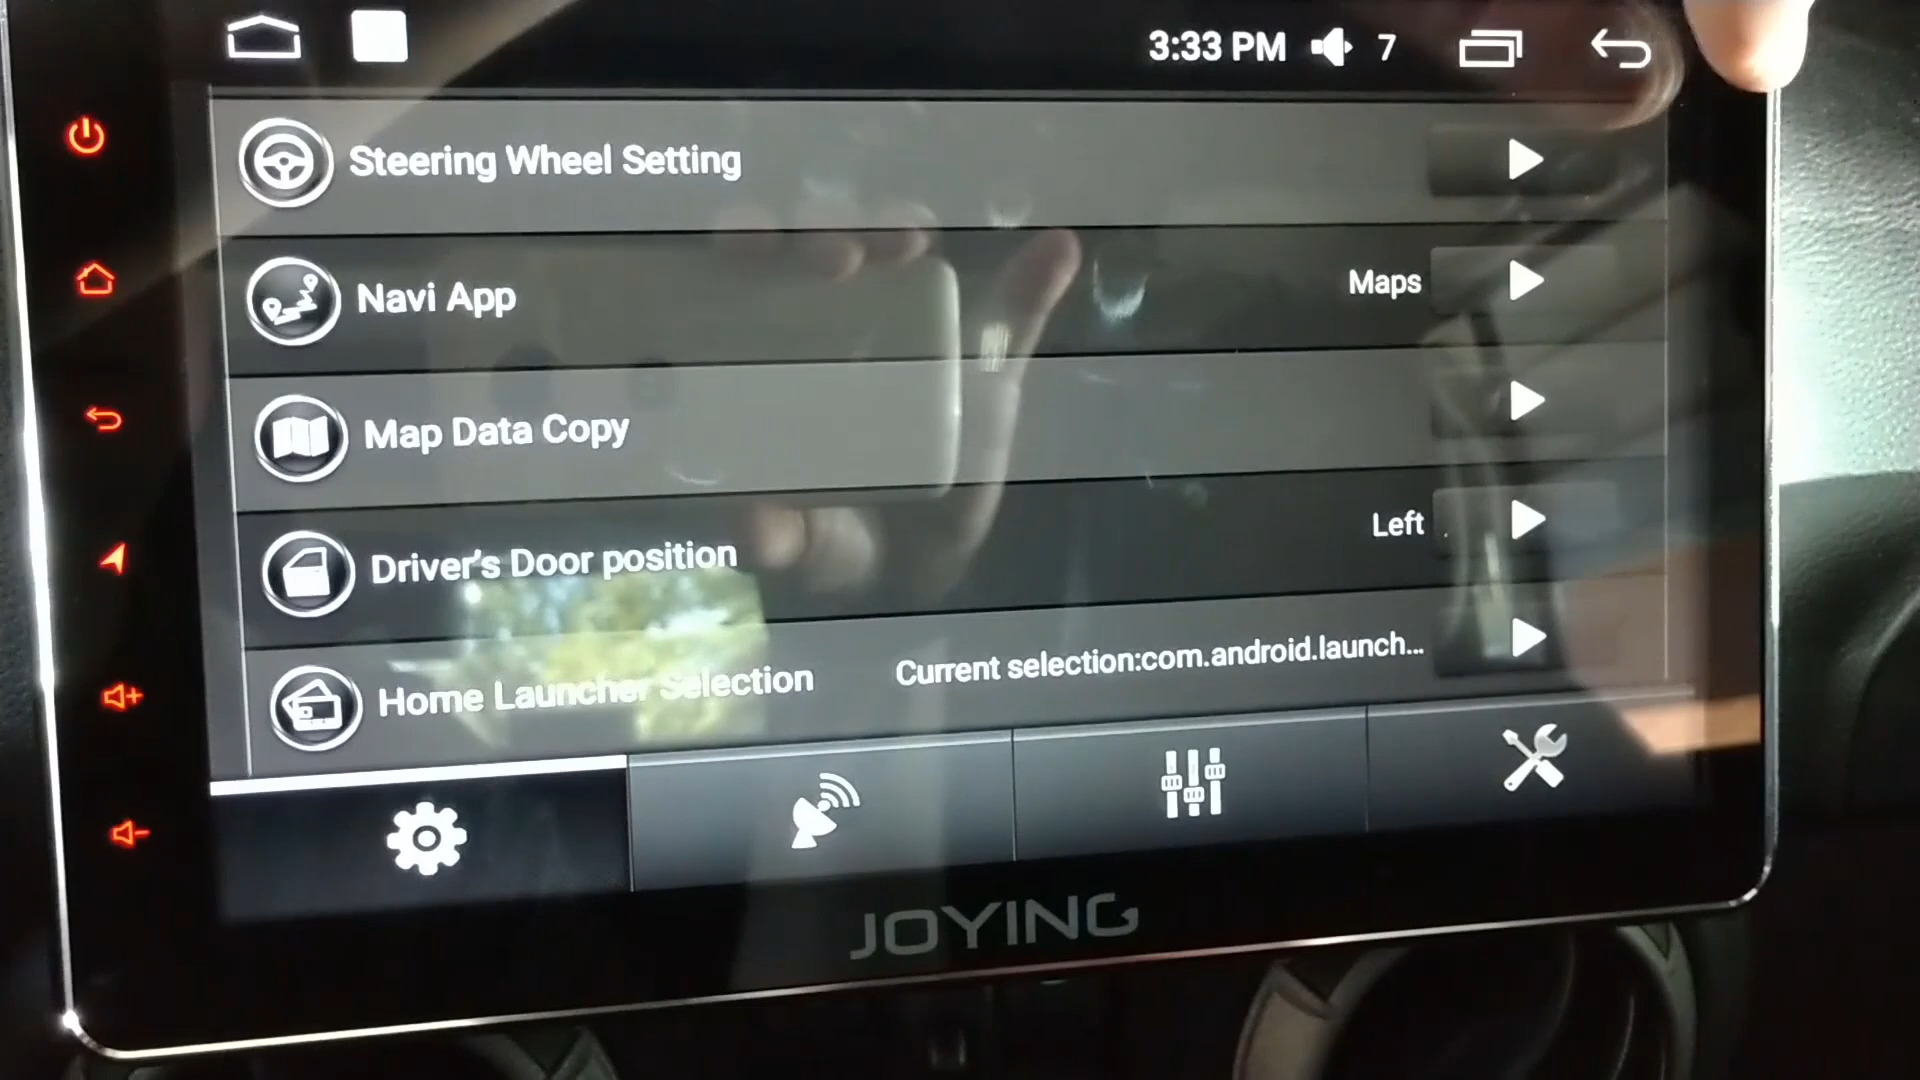 3:33 PM 7
Steering Wheel Setting
Navi App Maps
Map Data Copy
Driver's Door position Left
Home Launcher Selection Current selection:com.android.launch...
JOYING